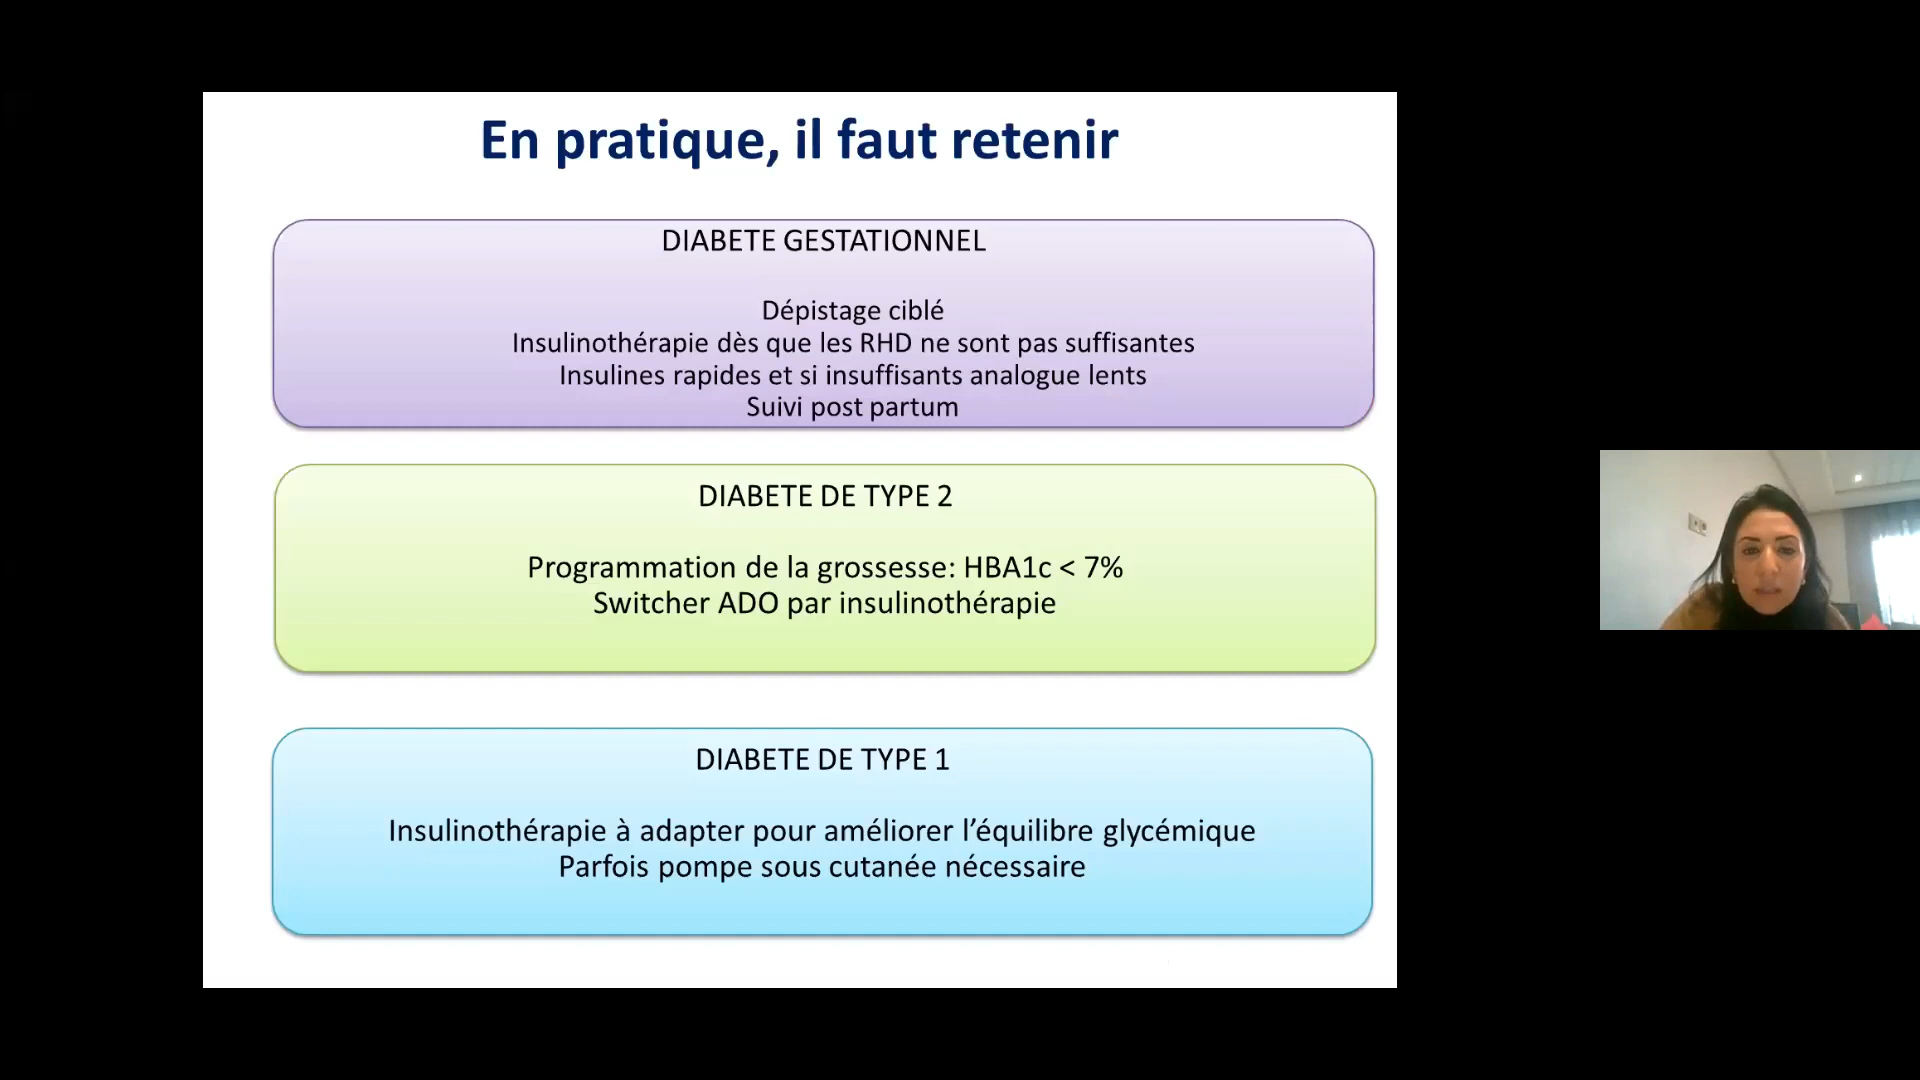 En pratique, il faut retenir
DIABETE GESTATIONNEL
Dépistage ciblé
Insulinothérapie dès que les RHD ne sont pas suffisantes
Insulines rapides et si insuffisants analogue lents
Suivi post partum
DIABETE DE TYPE 2
Programmation de la grossesse: HBA1c < 7%
Switcher ADO par insulinothérapie
DIABETE DE TYPE 1
Insulinothérapie à adapter pour améliorer l’équilibre glycémique
Parfois pompe sous cutanée nécessaire